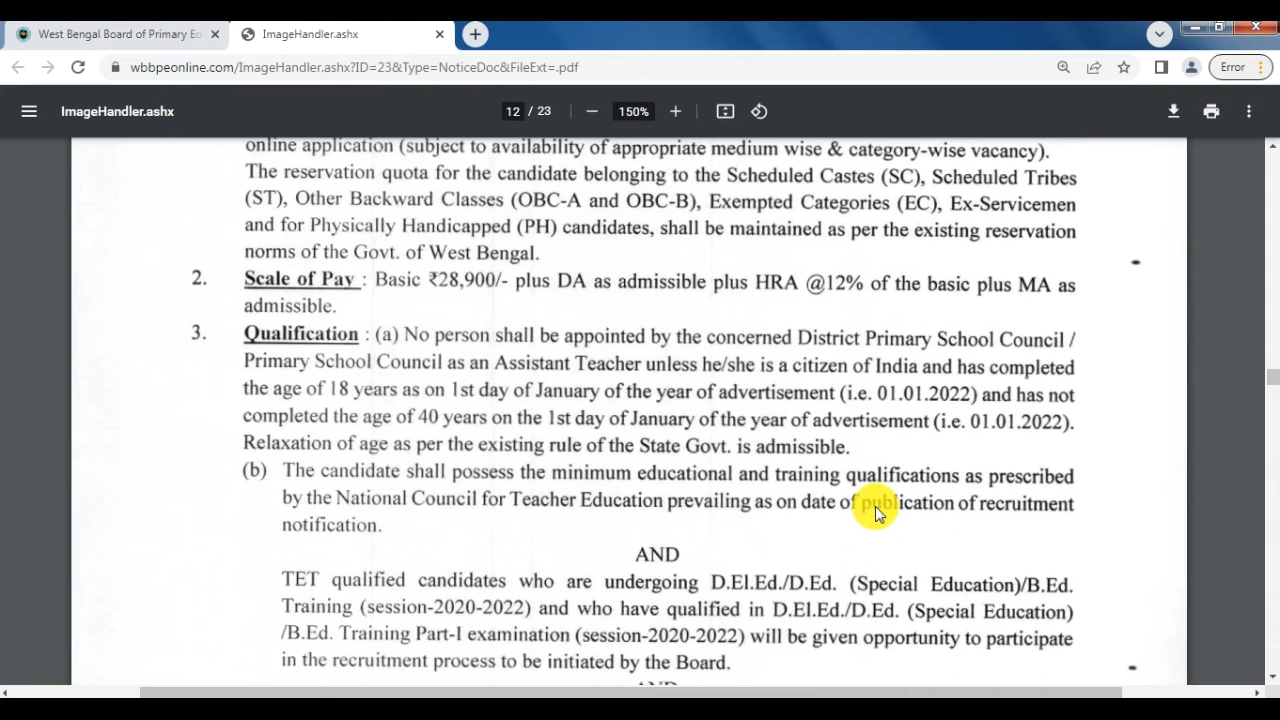 West Bengal Board of Primary Ed
ImageHandler.ashx
wbbpeonline.com/ImageHandler.ashx?ID=23&Type=NoticeDoc&FileExt=.pdf
Error
ImageHandler.ashx
12 / 23
150%
online application (subject to availability of appropriate medium wise & category-wise vacancy).
The reservation quota for the candidate belonging to the Scheduled Castes (SC), Scheduled Tribes
(ST), Other Backward Classes (OBC-A and OBC-B), Exempted Categories (EC), Ex-Servicemen
and for Physically Handicapped (PH) candidates, shall be maintained as per the existing reservation
norms of the Govt. of West Bengal.
2. Scale of Pay : Basic ₹28,900/- plus DA as admissible plus HRA @12% of the basic plus MA as
admissible.
3. Qualification : (a) No person shall be appointed by the concerned District Primary School Council /
Primary School Council as an Assistant Teacher unless he/she is a citizen of India and has completed
the age of 18 years as on 1st day of January of the year of advertisement (i.e. 01.01.2022) and has not
completed the age of 40 years on the 1st day of January of the year of advertisement (i.e. 01.01.2022).
Relaxation of age as per the existing rule of the State Govt. is admissible.
(b) The candidate shall possess the minimum educational and training qualifications as prescribed
by the National Council for Teacher Education prevailing as on date of publication of recruitment
notification.
AND
TET qualified candidates who are undergoing D.El.Ed./D.Ed. (Special Education)/B.Ed.
Training (session-2020-2022) and who have qualified in D.El.Ed./D.Ed. (Special Education)
/B.Ed. Training Part-I examination (session-2020-2022) will be given opportunity to participate
in the recruitment process to be initiated by the Board.